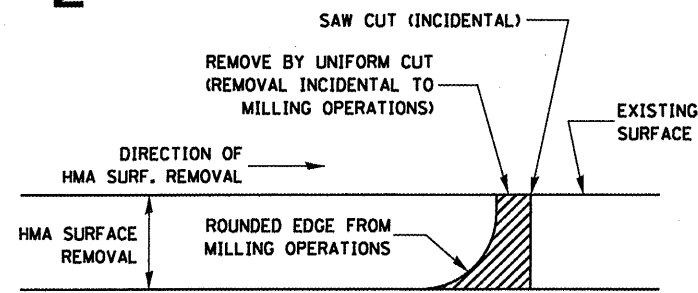 SAW CUT (INCIDENTAL)
REMOVE BY UNIFORM CUT
(REMOVAL INCIDENTAL TO
MILLING OPERATIONS)
EXISTING
SURFACE
DIRECTION OF
HMA SURF. REMOVAL
HMA SURFACE
REMOVAL
ROUNDED EDGE FROM
MILLING OPERATIONS